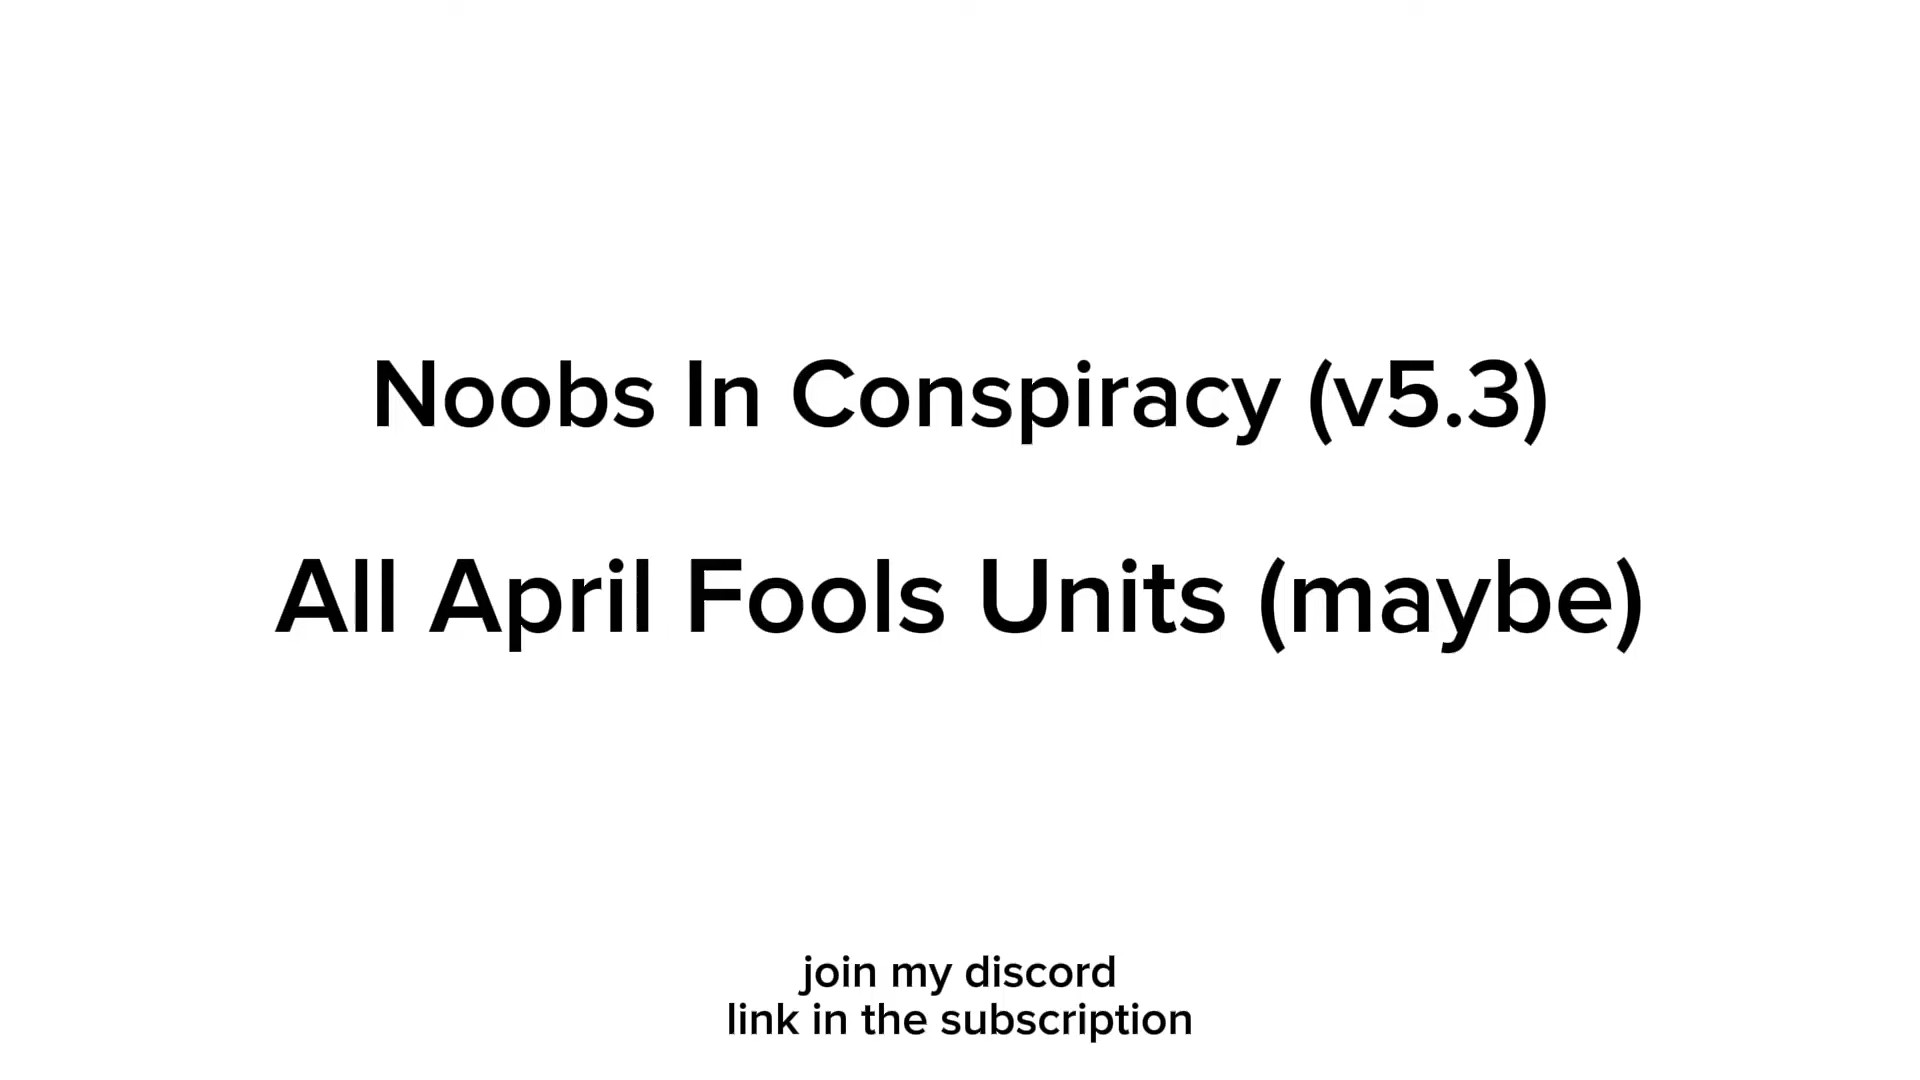 Noobs In Conspiracy (v5.3)
All April Fools Units (maybe)
join my discord
link in the subscription